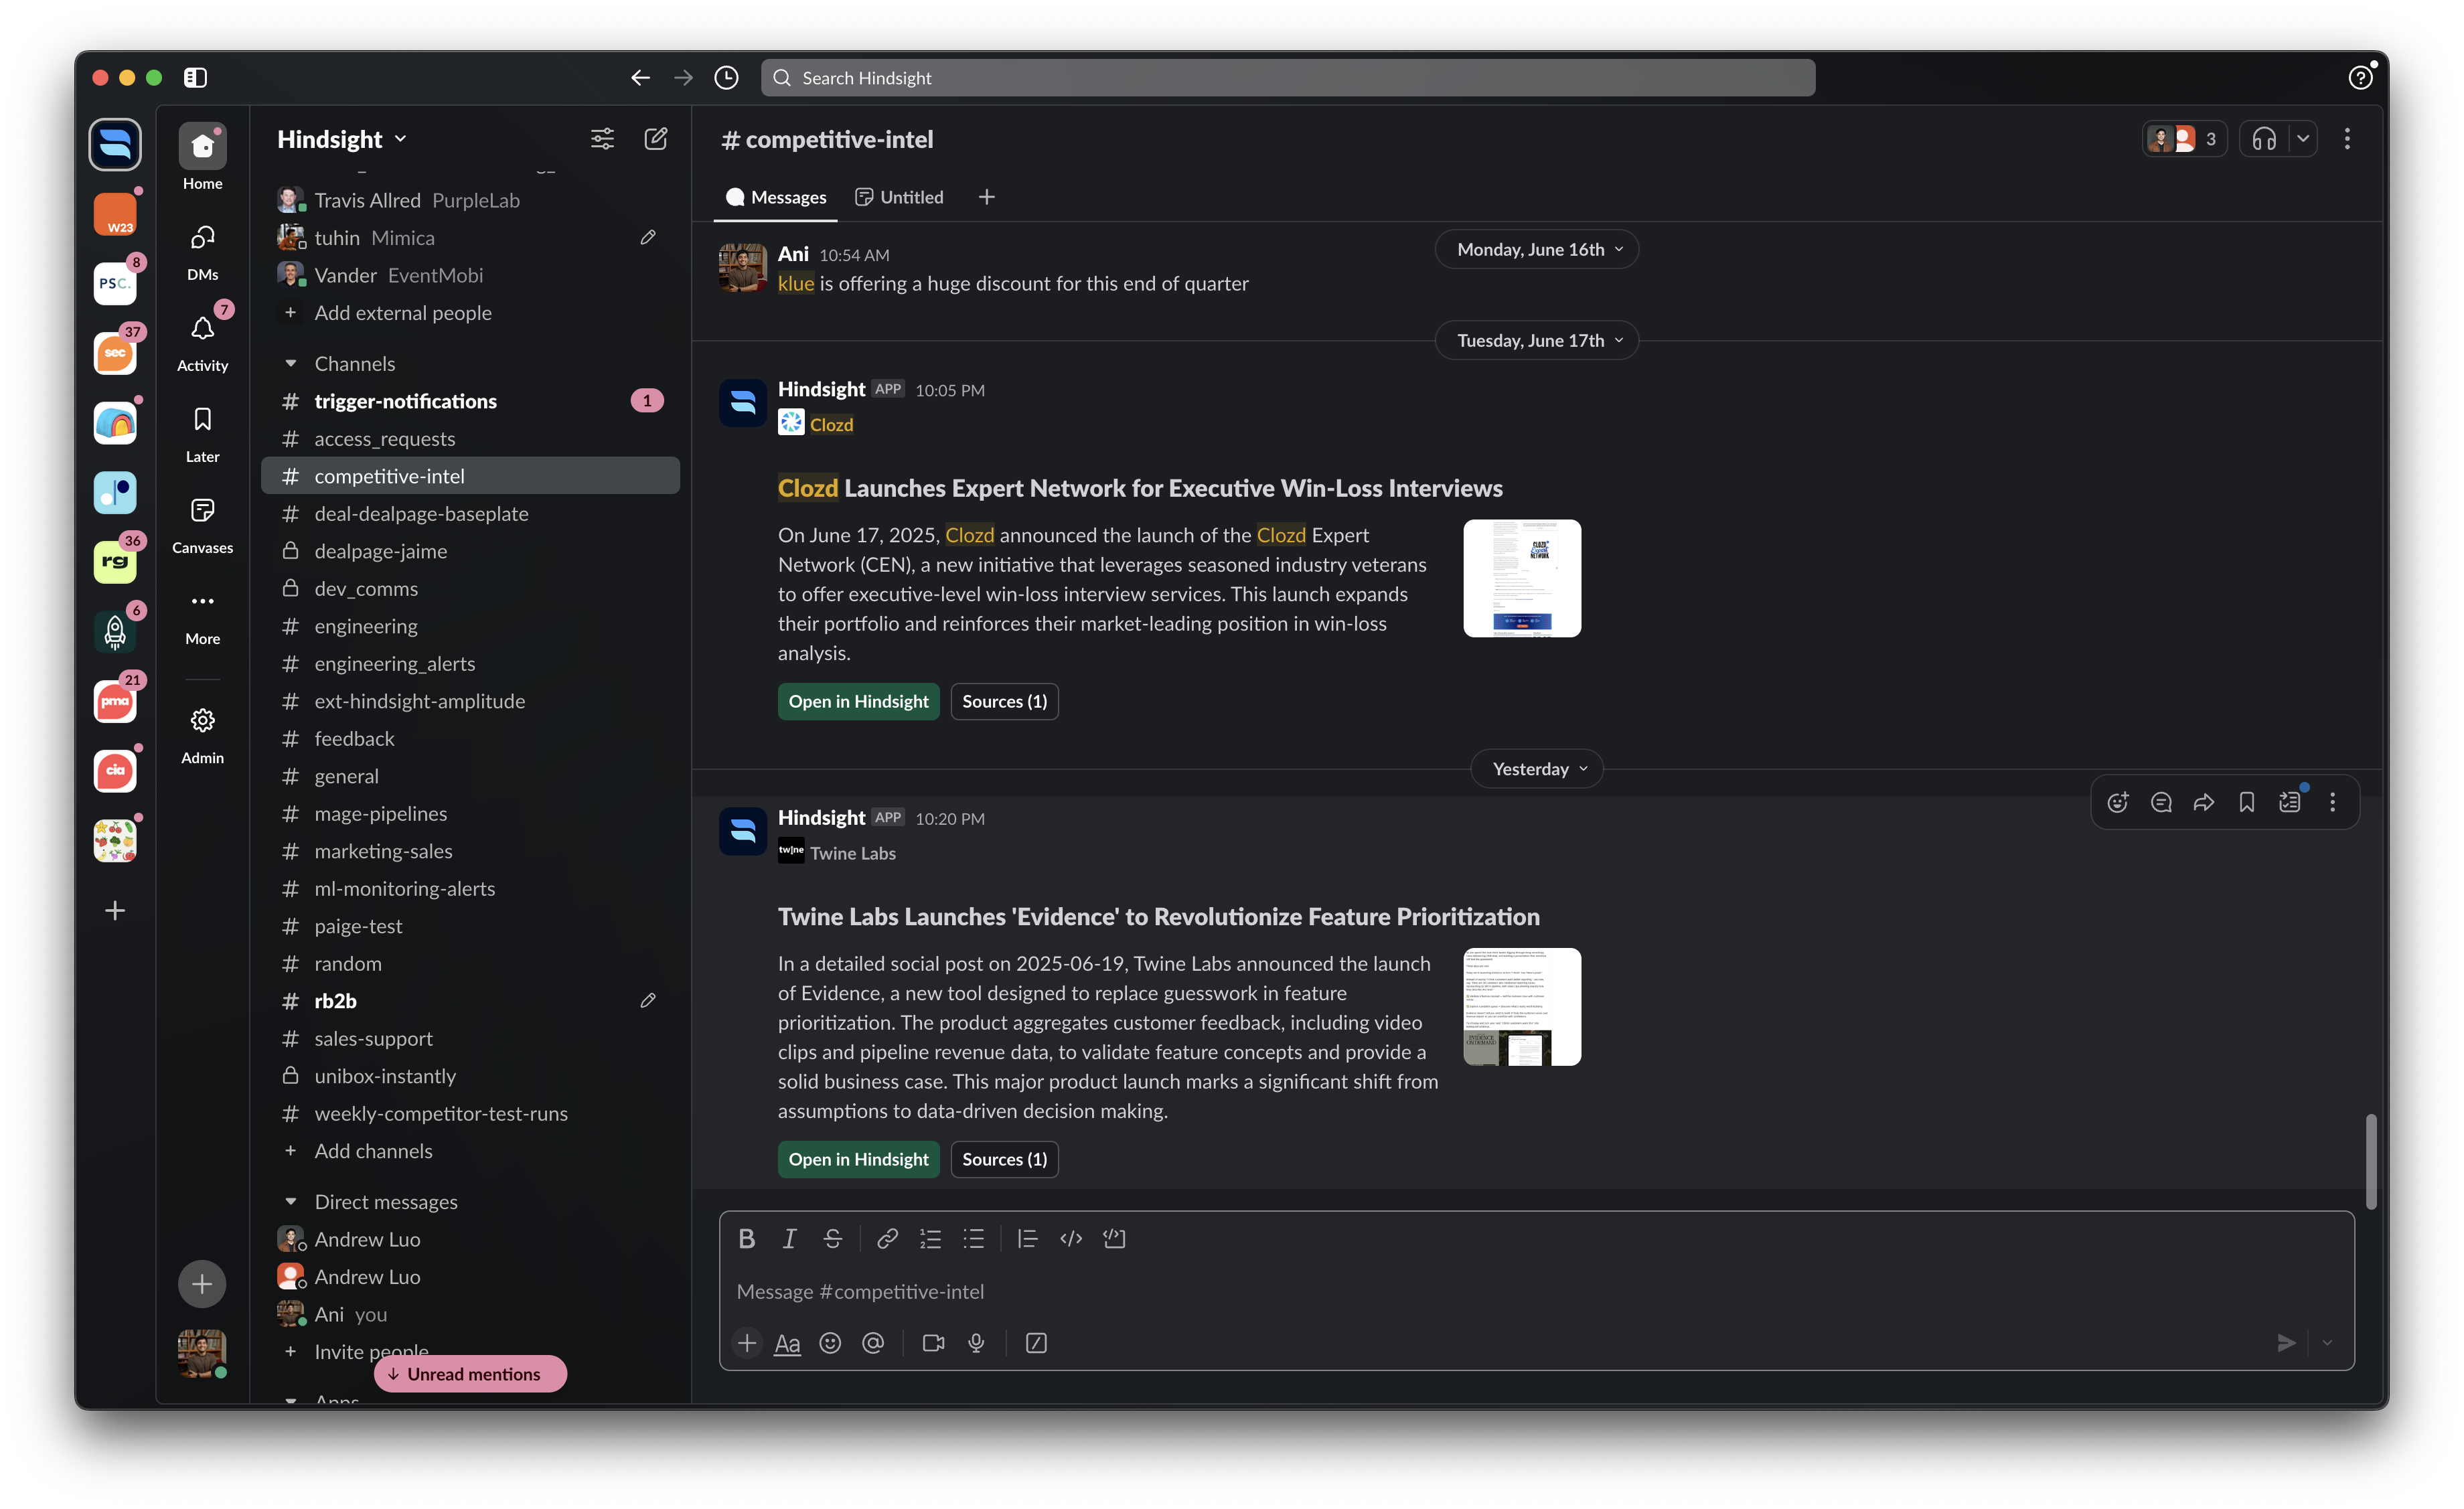 Search Hindsight
W23
8
PSC.
37
sec
36
rg
6
21
pma
cia
Home
DMs
7
Activity
Later
Canvases
More
Admin
Hindsight
Travis Allred PurpleLab
tuhin Mimica
Vander EventMobi
+ Add external people
Channels
# trigger-notifications 1
# access_requests
# competitive-intel
# deal-dealpage-baseplate
dealpage-jaime
dev_comms
# engineering
# engineering_alerts
# ext-hindsight-amplitude
# feedback
# general
# mage-pipelines
# marketing-sales
# ml-monitoring-alerts
# paige-test
# random
# rb2b
# sales-support
unibox-instantly
# weekly-competitor-test-runs
+ Add channels
Direct messages
Andrew Luo
Andrew Luo
Ani you
+ Invite people
Unread mentions
Apps
# competitive-intel
3
Messages
Untitled
Monday, June 16th
Ani 10:54 AM
klue is offering a huge discount for this end of quarter
Tuesday, June 17th
Hindsight APP 10:05 PM
Clozd
Clozd Launches Expert Network for Executive Win-Loss Interviews
On June 17, 2025, Clozd announced the launch of the Clozd Expert
Network (CEN), a new initiative that leverages seasoned industry veterans
to offer executive-level win-loss interview services. This launch expands
their portfolio and reinforces their market-leading position in win-loss
analysis.
Open in Hindsight
Sources (1)
Yesterday
Hindsight APP 10:20 PM
twine Twine Labs
Twine Labs Launches 'Evidence' to Revolutionize Feature Prioritization
In a detailed social post on 2025-06-19, Twine Labs announced the launch
of Evidence, a new tool designed to replace guesswork in feature
prioritization. The product aggregates customer feedback, including video
clips and pipeline revenue data, to validate feature concepts and provide a
solid business case. This major product launch marks a significant shift from
assumptions to data-driven decision making.
Open in Hindsight
Sources (1)
B I S
Message #competitive-intel
+ Aa @